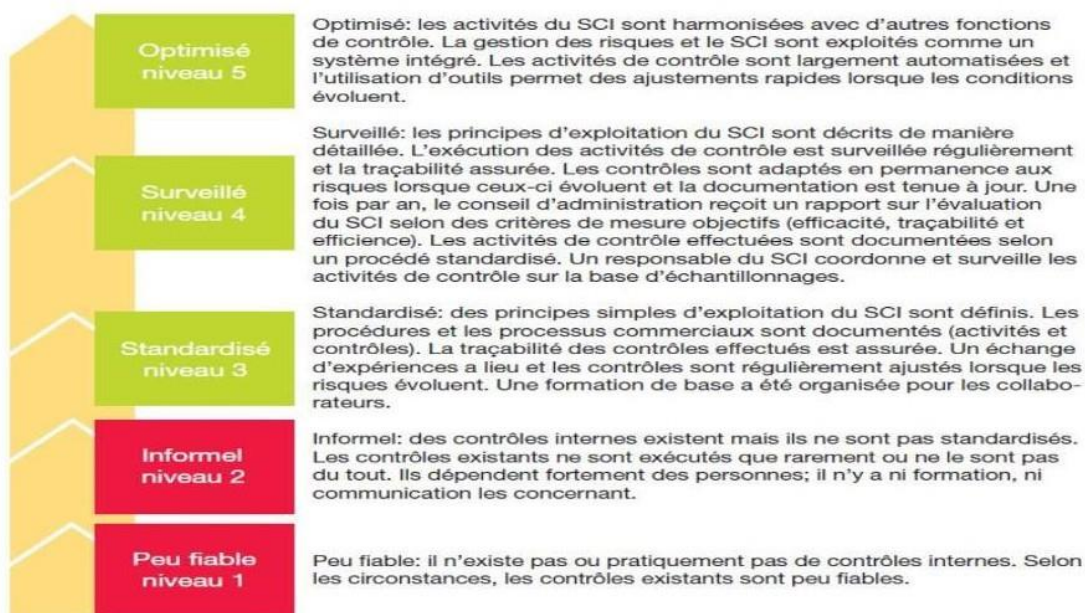 Optimisé
niveau 5
Optimisé: les activités du SCI sont harmonisées avec d'autres fonctions
de contrôle. La gestion des risques et le SCI sont exploités comme un
système intégré. Les activités de contrôle sont largement automatisées et
l'utilisation d'outils permet des ajustements rapides lorsque les conditions
évoluent.
Surveillé
niveau 4
Surveillé: les principes d'exploitation du SCI sont décrits de manière
détaillée. L'exécution des activités de contrôle est surveillée régulièrement
et la traçabilité assurée. Les contrôles sont adaptés en permanence aux
risques lorsque ceux-ci évoluent et la documentation est tenue à jour. Une
fois par an, le conseil d'administration reçoit un rapport sur l'évaluation
du SCI selon des critères de mesure objectifs (efficacité, traçabilité et
efficience). Les activités de contrôle effectuées sont documentées selon
un procédé standardisé. Un responsable du SCI coordonne et surveille les
activités de contrôle sur la base d'échantillonnages.
Standardisé
niveau 3
Standardisé: des principes simples d'exploitation du SCI sont définis. Les
procédures et les processus commerciaux sont documentés (activités et
contrôles). La traçabilité des contrôles effectués est assurée. Un échange
d'expériences a lieu et les contrôles sont régulièrement ajustés lorsque les
risques évoluent. Une formation de base a été organisée pour les collabo-
rateurs.
Informel
niveau 2
Informel: des contrôles internes existent mais ils ne sont pas standardisés.
Les contrôles existants ne sont exécutés que rarement ou ne le sont pas
du tout. Ils dépendent fortement des personnes; il n'y a ni formation, ni
communication les concernant.
Peu fiable
niveau 1
Peu fiable: il n'existe pas ou pratiquement pas de contrôles internes. Selon
les circonstances, les contrôles existants sont peu fiables.